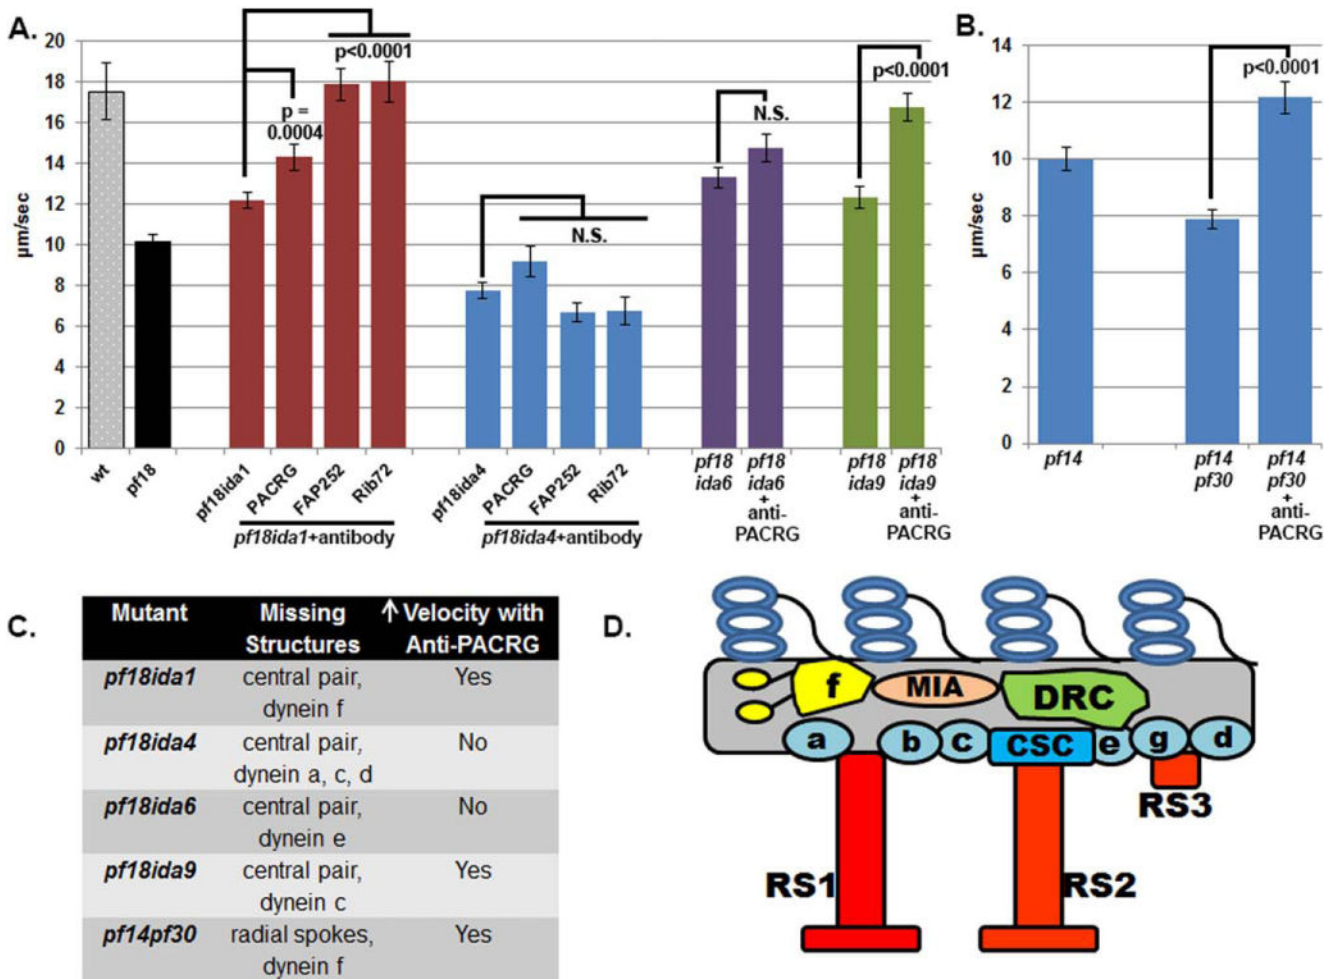 A.
µm/sec
20
18
16
14
12
10
8
6
4
2
0
p =
0.0004
p<0.0001
N.S.
N.S.
p<0.0001
wt
pf18
pf18ida1
PACRG
FAP252
Rib72
pf18ida1+antibody
pf18ida4
PACRG
FAP252
Rib72
pf18ida4+antibody
pf18
ida6
pf18
ida6
+
anti-
PACRG
pf18
ida9
pf18
ida9
+
anti-
PACRG
B.
µm/sec
14
12
10
8
6
4
2
0
p<0.0001
pf14
pf14
pf30
pf14
pf30
+
anti-
PACRG
C.
Mutant Missing ↑ Velocity with
Structures Anti-PACRG
pf18ida1 central pair, Yes
dynein f
pf18ida4 central pair, No
dynein a, c, d
pf18ida6 central pair, No
dynein e
pf18ida9 central pair, Yes
dynein c
pf14pf30 radial spokes, Yes
dynein f
D.
f MIA DRC
a b c CSC e g d
RS3
RS1 RS2